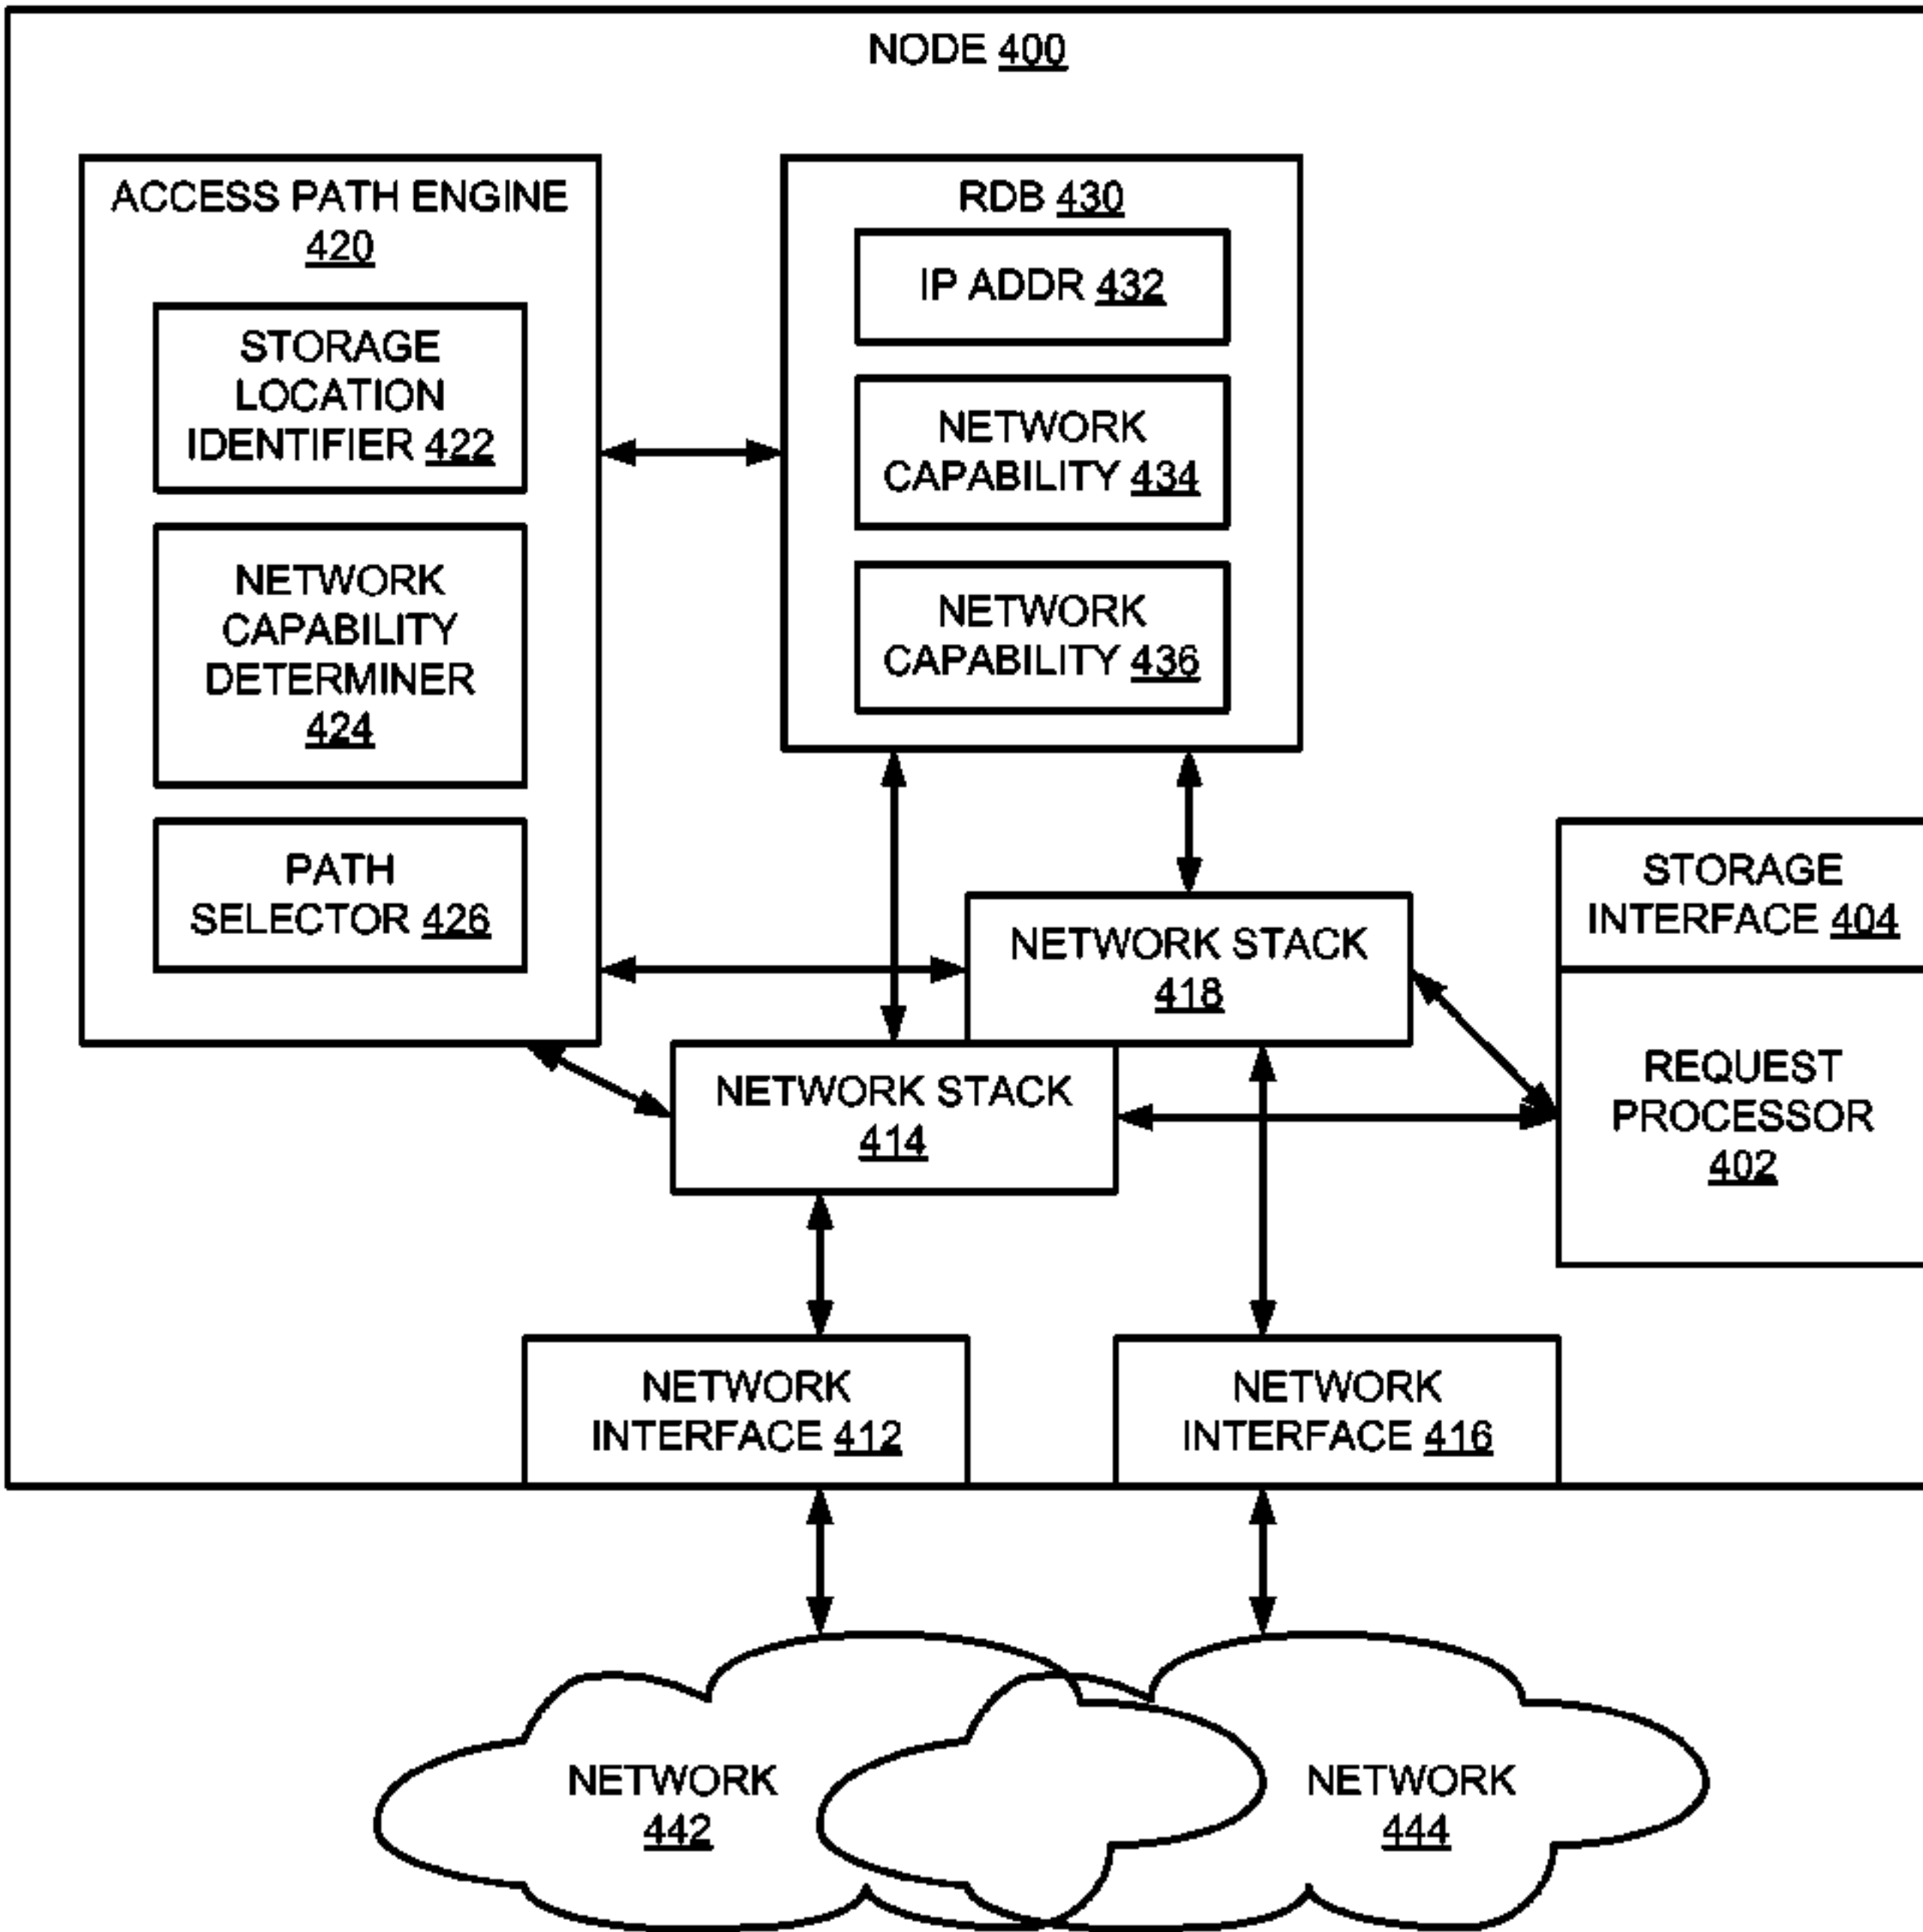 NODE 400
ACCESS PATH ENGINE
420
STORAGE
LOCATION
IDENTIFIER 422
NETWORK
CAPABILITY
DETERMINER
424
PATH
SELECTOR 426
RDB 430
IP ADDR 432
NETWORK
CAPABILITY 434
NETWORK
CAPABILITY 436
STORAGE
INTERFACE 404
REQUEST
PROCESSOR
402
NETWORK STACK
418
NETWORK STACK
414
NETWORK
INTERFACE 412
NETWORK
INTERFACE 416
NETWORK
442
NETWORK
444